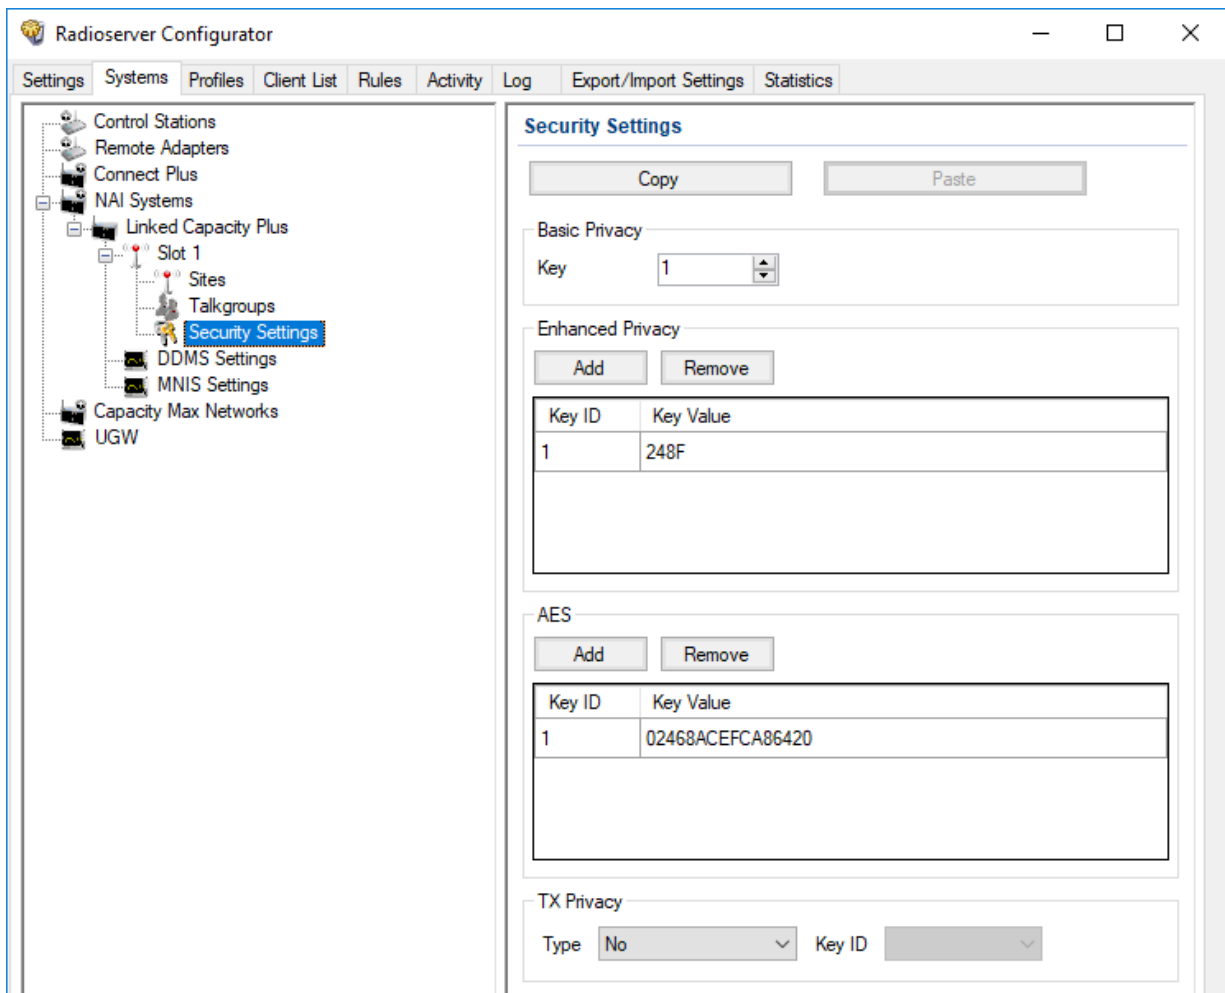 Radioserver Configurator
Settings Systems Profiles Client List Rules Activity Log Export/Import Settings Statistics
Control Stations
Remote Adapters
Connect Plus
NAI Systems
Linked Capacity Plus
Slot 1
Sites
Talkgroups
Security Settings
DDMS Settings
MNIS Settings
Capacity Max Networks
UGW
Security Settings
Copy Paste
Basic Privacy
Key 1
Enhanced Privacy
Add Remove
Key ID Key Value
1 248F
AES
Add Remove
Key ID Key Value
1 02468ACEFCA86420
TX Privacy
Type No Key ID